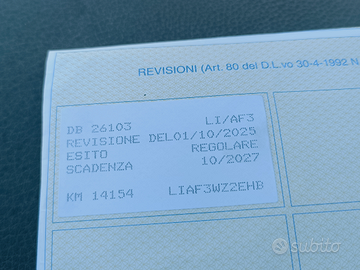 REVISIONI (Art. 80 del D.L.vo 30-4-1992 N.
DB 26103 LI/AF3
REVISIONE DEL01/10/2025
ESITO REGOLARE
SCADENZA 10/2027
KM 14154 LIAF3WZ2EHB
subito